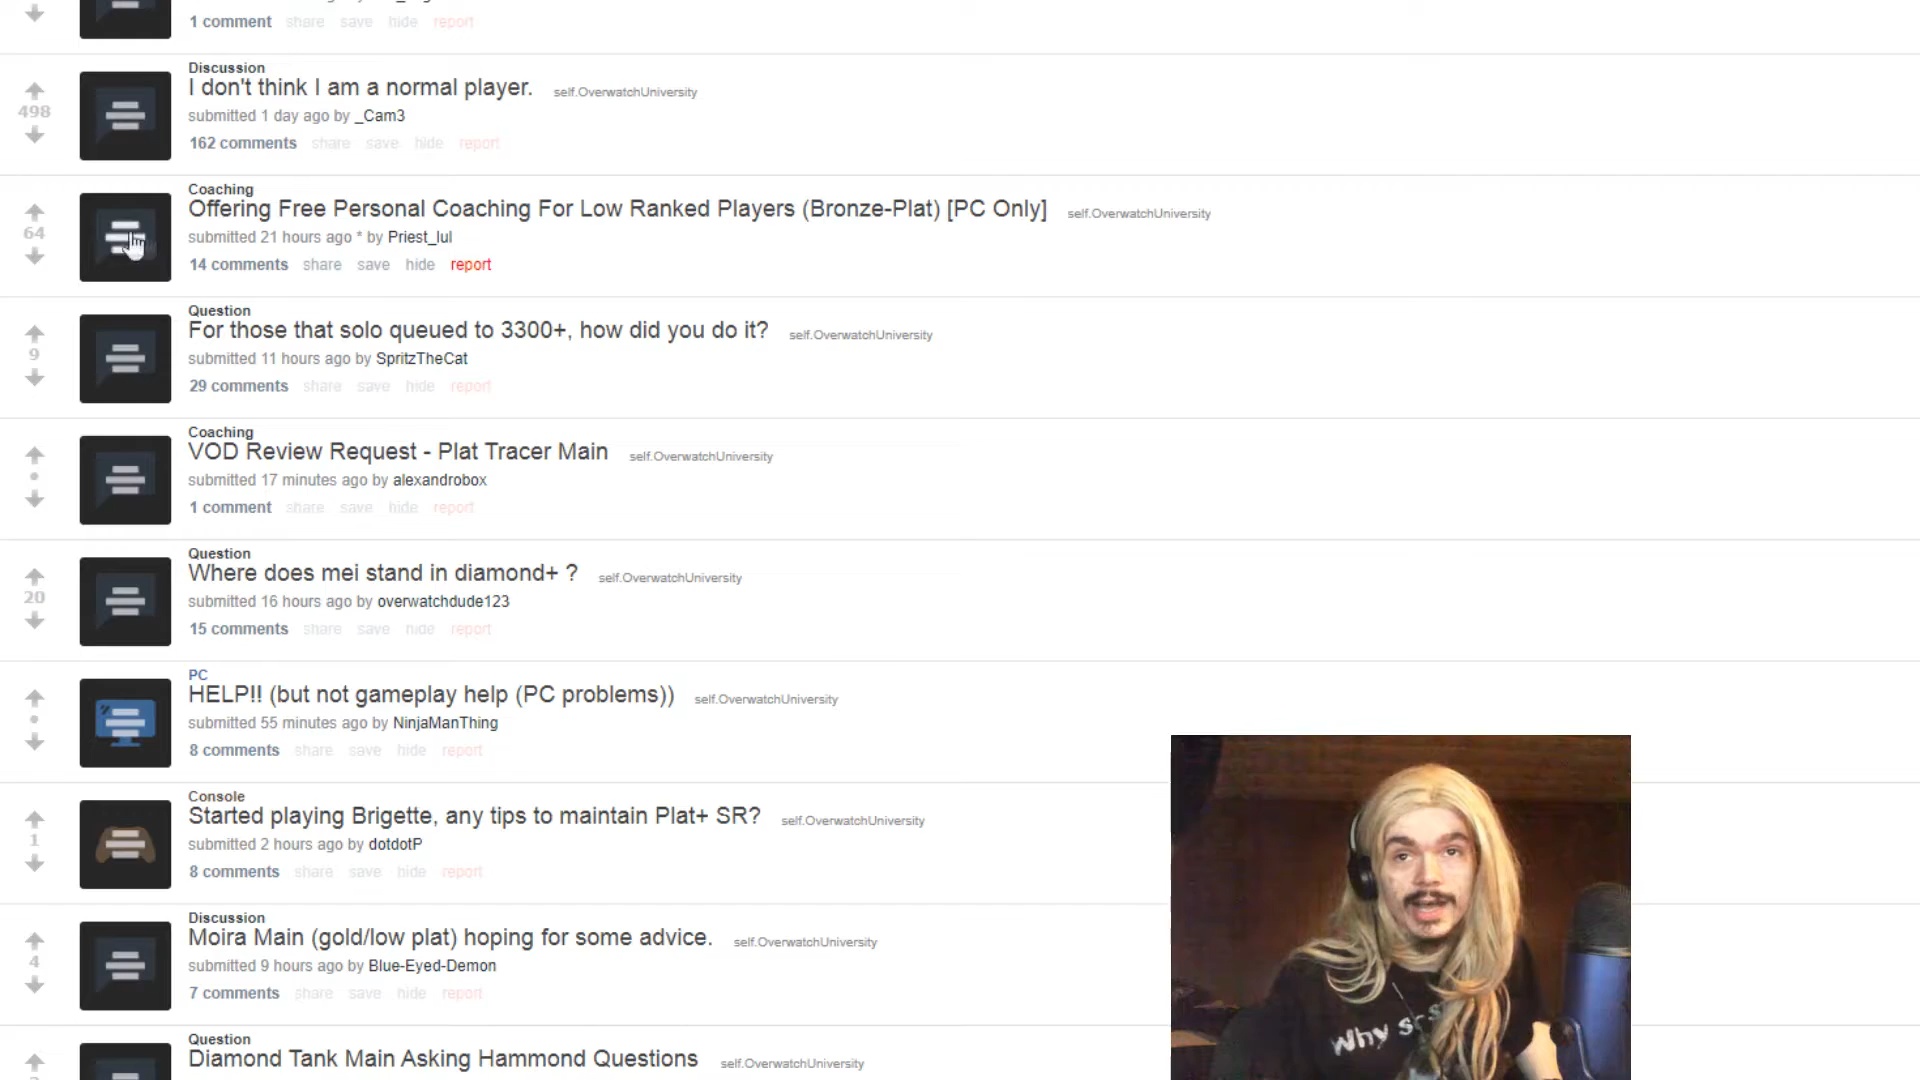 1 comment share save hide report
Discussion
I don't think I am a normal player. self.OverwatchUniversity
498
submitted 1 day ago by _Cam3
162 comments share save hide report
Coaching
Offering Free Personal Coaching For Low Ranked Players (Bronze-Plat) [PC Only] self.OverwatchUniversity
64
submitted 21 hours ago * by Priest_lul
14 comments share save hide report
Question
For those that solo queued to 3300+, how did you do it? self.OverwatchUniversity
9
submitted 11 hours ago by SpritzTheCat
29 comments share save hide report
Coaching
VOD Review Request - Plat Tracer Main self.OverwatchUniversity
•
submitted 17 minutes ago by alexandrobox
1 comment share save hide report
Question
Where does mei stand in diamond+ ? self.OverwatchUniversity
20
submitted 16 hours ago by overwatchdude123
15 comments share save hide report
PC
HELP!! (but not gameplay help (PC problems)) self.OverwatchUniversity
•
submitted 55 minutes ago by NinjaManThing
8 comments share save hide report
Console
Started playing Brigette, any tips to maintain Plat+ SR? self.OverwatchUniversity
1
submitted 2 hours ago by dotdotP
8 comments share save hide report
Discussion
Moira Main (gold/low plat) hoping for some advice. self.OverwatchUniversity
4
submitted 9 hours ago by Blue-Eyed-Demon
7 comments share save hide report
Question
Diamond Tank Main Asking Hammond Questions self.OverwatchUniversity
Why